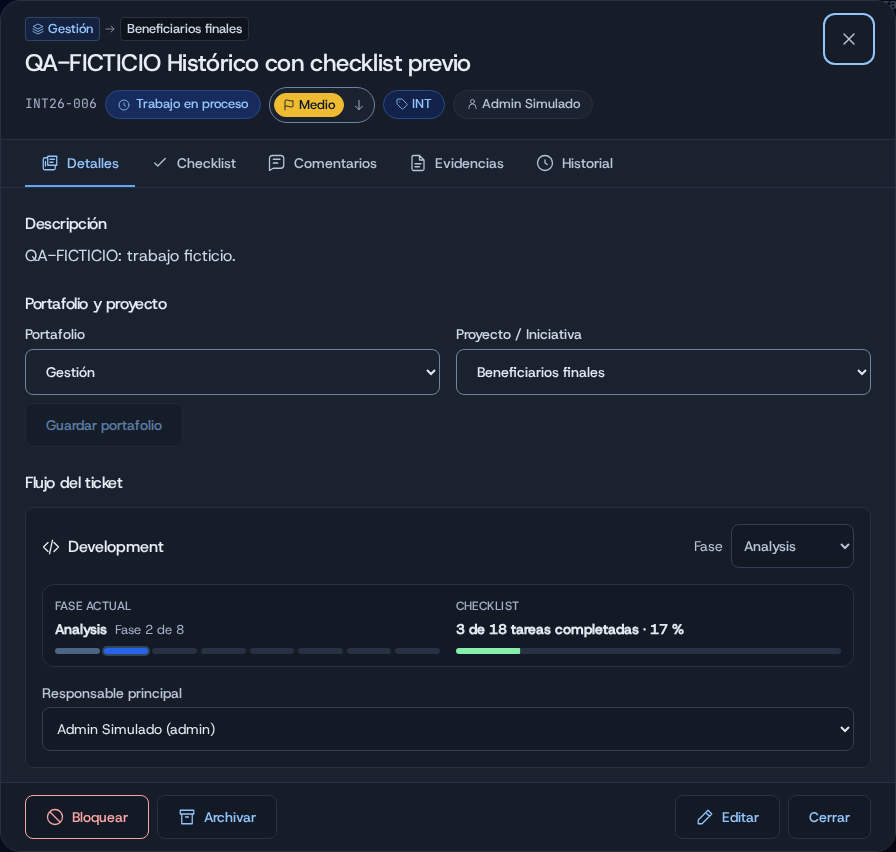 Gestión → Beneficiarios finales
QA-FICTICIO Histórico con checklist previo
INT26-006 Trabajo en proceso Medio ↓ INT Admin Simulado
Detalles Checklist Comentarios Evidencias Historial
Descripción
QA-FICTICIO: trabajo ficticio.
Portafolio y proyecto
Portafolio Proyecto / Iniciativa
Gestión Beneficiarios finales
Guardar portafolio
Flujo del ticket
Development Fase Analysis
FASE ACTUAL CHECKLIST
Analysis Fase 2 de 8 3 de 18 tareas completadas · 17 %
Responsable principal
Admin Simulado (admin)
Bloquear Archivar Editar Cerrar